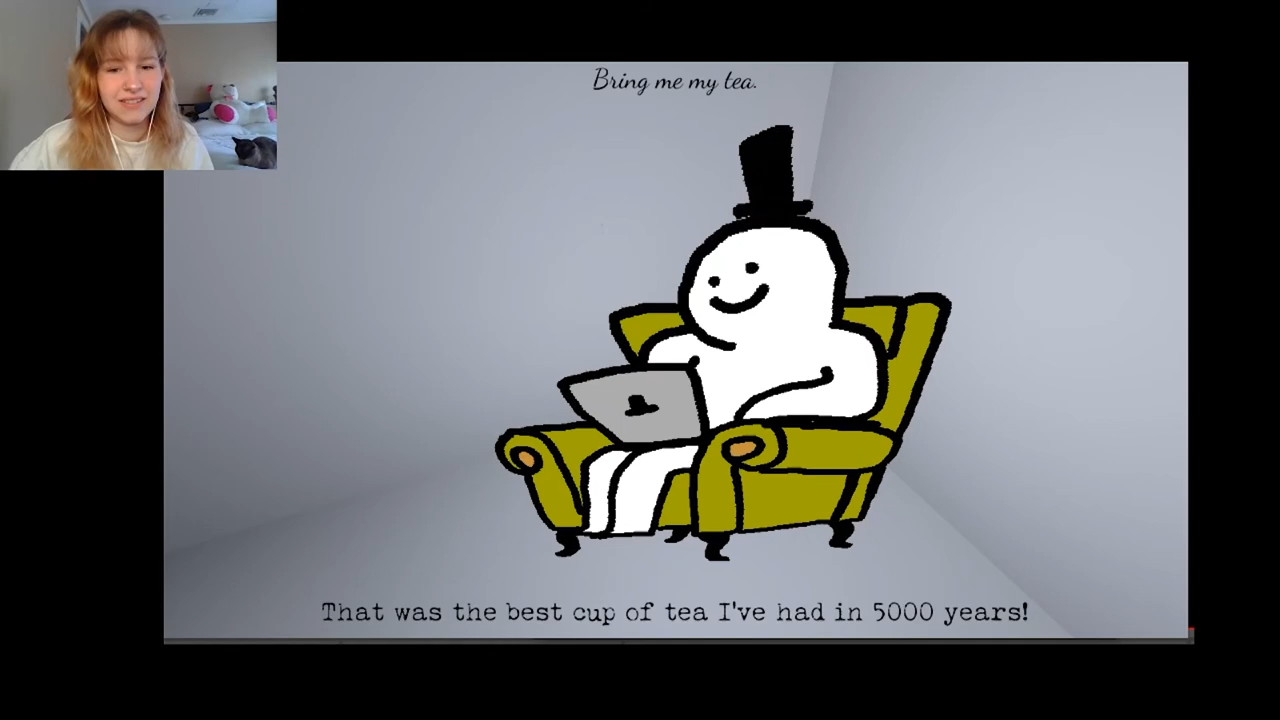 Bring me my tea.
That was the best cup of tea I've had in 5000 years!